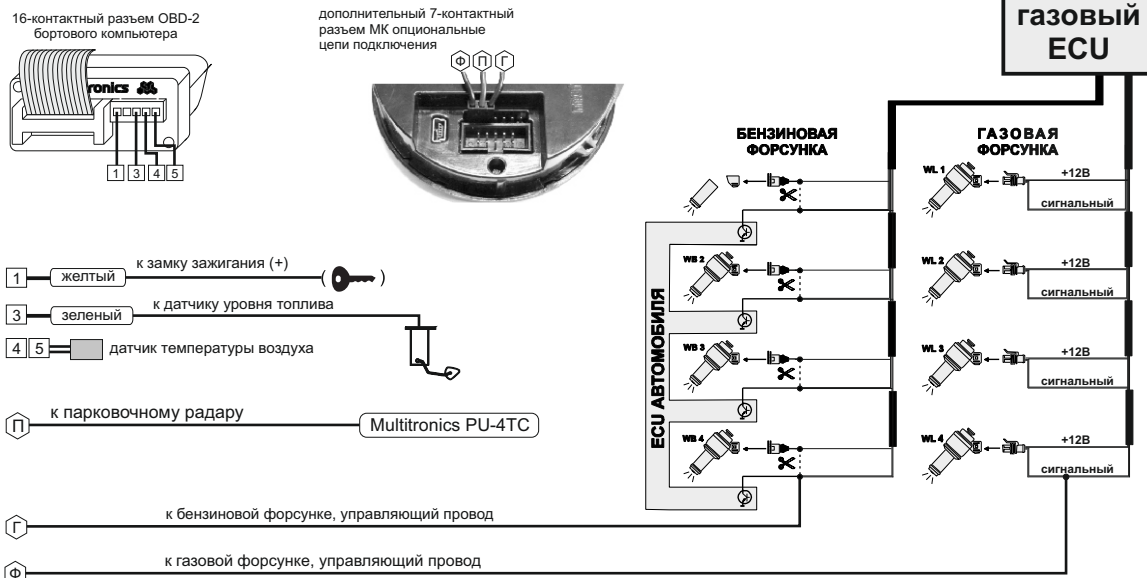 16-контактный разъем OBD-2
бортового компьютера
ronics
1 3 4 5
дополнительный 7-контактный
разъем МК опциональные
цепи подключения
Ф П Г
газовый
ECU
БЕНЗИНОВАЯ
ФОРСУНКА
ГАЗОВАЯ
ФОРСУНКА
WL 1
+12В
сигнальный
WB 2
WL 2
+12В
сигнальный
WB 3
WL 3
+12В
сигнальный
WB 4
WL 4
+12В
сигнальный
ECU АВТОМОБИЛЯ
1 желтый к замку зажигания (+) ( )
3 зеленый к датчику уровня топлива
4 5 датчик температуры воздуха
П к парковочному радару Multitronics PU-4TC
Г к бензиновой форсунке, управляющий провод
Ф к газовой форсунке, управляющий провод